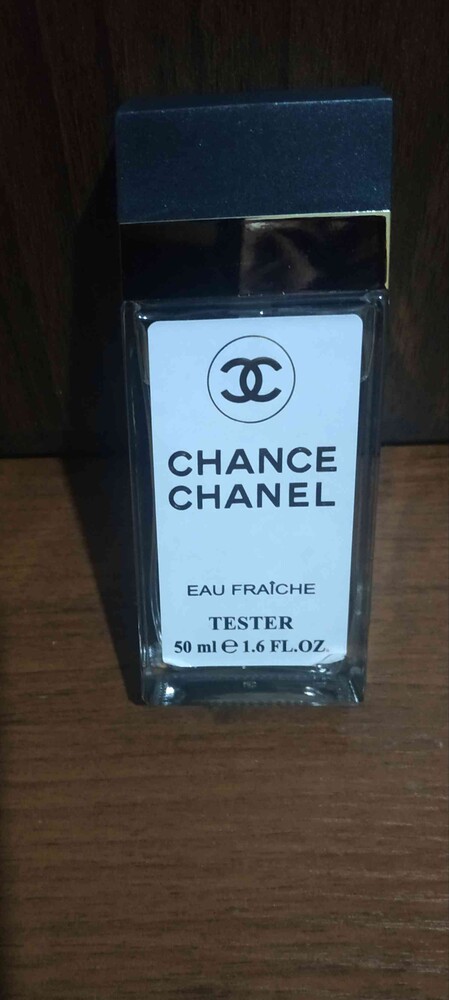 CHANCE
CHANEL
EAU FRAÎCHE
TESTER
50 ml ℮ 1.6 FL.OZ.